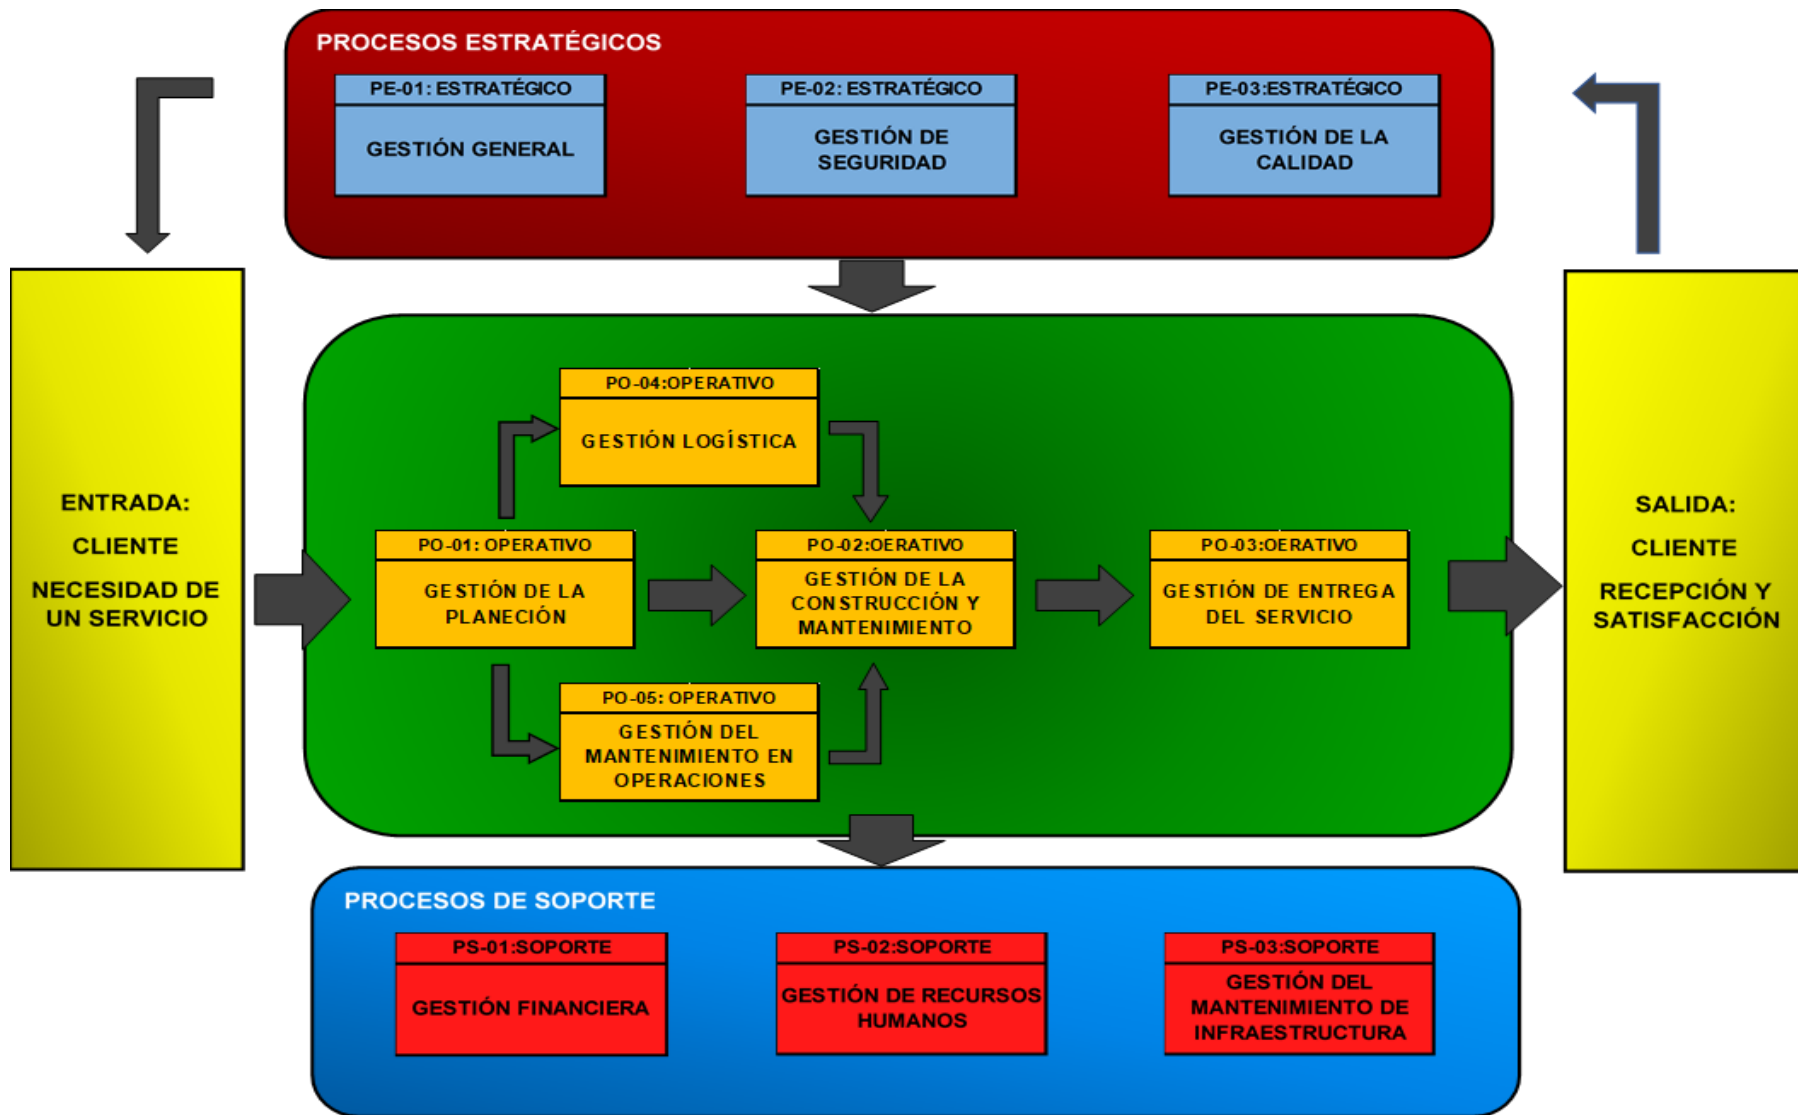 PROCESOS ESTRATÉGICOS
PE-01: ESTRATÉGICO
GESTIÓN GENERAL
PE-02: ESTRATÉGICO
GESTIÓN DE
SEGURIDAD
PE-03:ESTRATÉGICO
GESTIÓN DE LA
CALIDAD
ENTRADA:
CLIENTE
NECESIDAD DE
UN SERVICIO
PO-04:OPERATIVO
GESTIÓN LOGÍSTICA
PO-01: OPERATIVO
GESTIÓN DE LA
PLANECIÓN
PO-02:OERATIVO
GESTIÓN DE LA
CONSTRUCCIÓN Y
MANTENIMIENTO
PO-03:OERATIVO
GESTIÓN DE ENTREGA
DEL SERVICIO
PO-05: OPERATIVO
GESTIÓN DEL
MANTENIMIENTO EN
OPERACIONES
SALIDA:
CLIENTE
RECEPCIÓN Y
SATISFACCIÓN
PROCESOS DE SOPORTE
PS-01:SOPORTE
GESTIÓN FINANCIERA
PS-02:SOPORTE
GESTIÓN DE RECURSOS
HUMANOS
PS-03:SOPORTE
GESTIÓN DEL
MANTENIMIENTO DE
INFRAESTRUCTURA